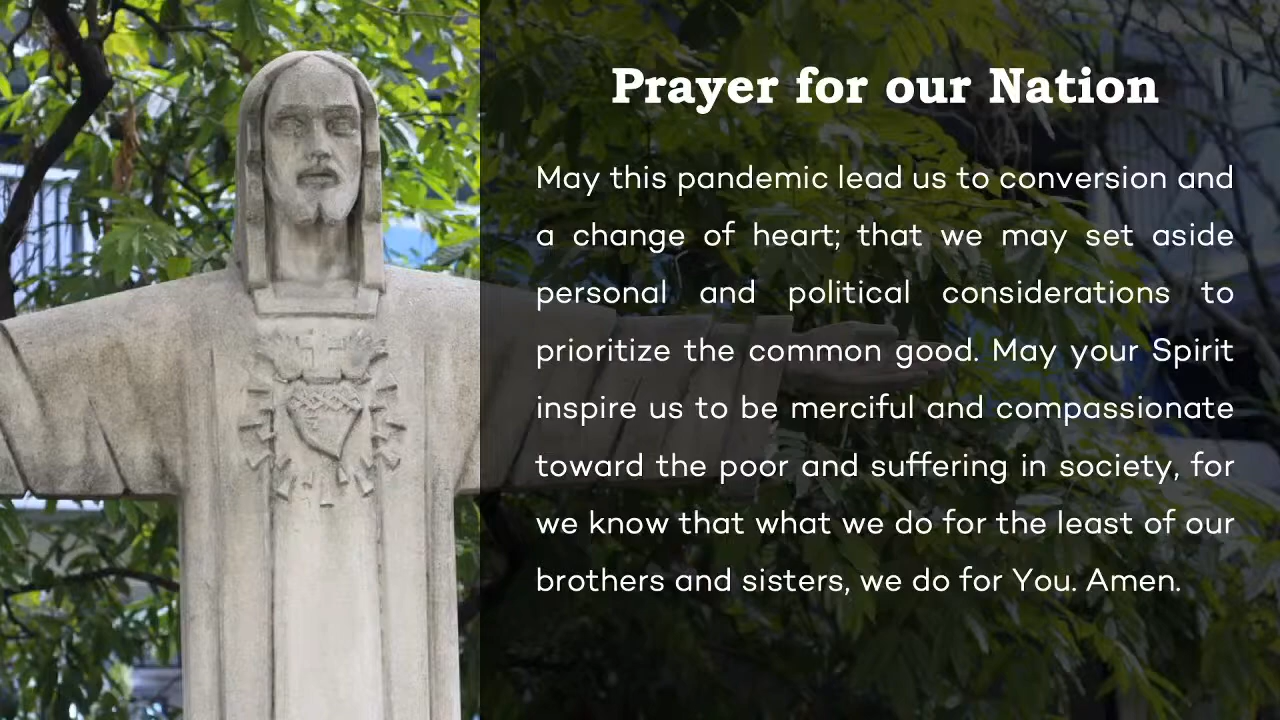 Prayer for our Nation
May this pandemic lead us to conversion and
a change of heart; that we may set aside
personal and political considerations to
prioritize the common good. May your Spirit
inspire us to be merciful and compassionate
toward the poor and suffering in society, for
we know that what we do for the least of our
brothers and sisters, we do for You. Amen.